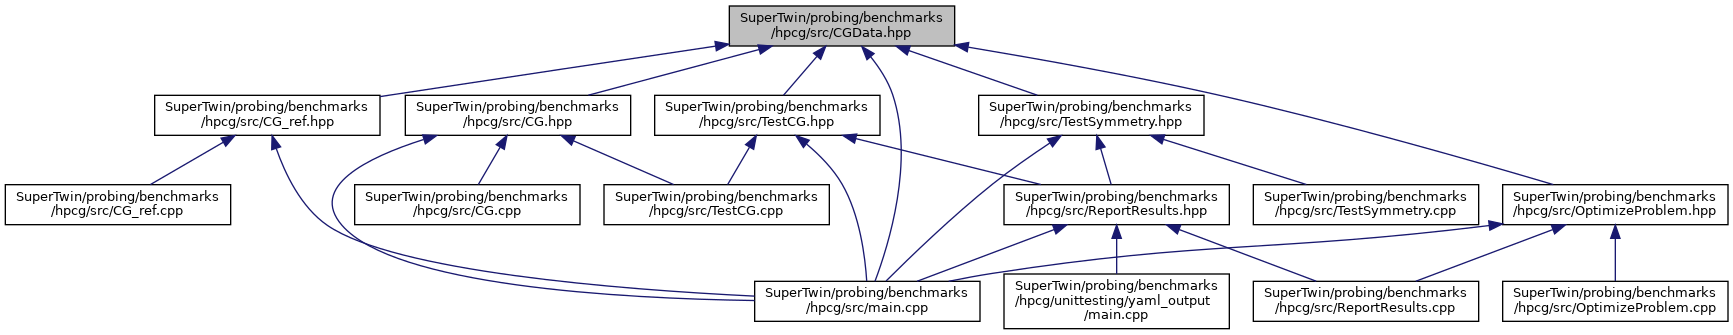 SuperTwin/probing/benchmarks
/hpcg/src/CGData.hpp
SuperTwin/probing/benchmarks
/hpcg/src/CG_ref.hpp
SuperTwin/probing/benchmarks
/hpcg/src/CG.hpp
SuperTwin/probing/benchmarks
/hpcg/src/TestCG.hpp
SuperTwin/probing/benchmarks
/hpcg/src/TestSymmetry.hpp
SuperTwin/probing/benchmarks
/hpcg/src/CG_ref.cpp
SuperTwin/probing/benchmarks
/hpcg/src/CG.cpp
SuperTwin/probing/benchmarks
/hpcg/src/TestCG.cpp
SuperTwin/probing/benchmarks
/hpcg/src/ReportResults.hpp
SuperTwin/probing/benchmarks
/hpcg/src/TestSymmetry.cpp
SuperTwin/probing/benchmarks
/hpcg/src/OptimizeProblem.hpp
SuperTwin/probing/benchmarks
/hpcg/src/main.cpp
SuperTwin/probing/benchmarks
/hpcg/unittesting/yaml_output
/main.cpp
SuperTwin/probing/benchmarks
/hpcg/src/ReportResults.cpp
SuperTwin/probing/benchmarks
/hpcg/src/OptimizeProblem.cpp